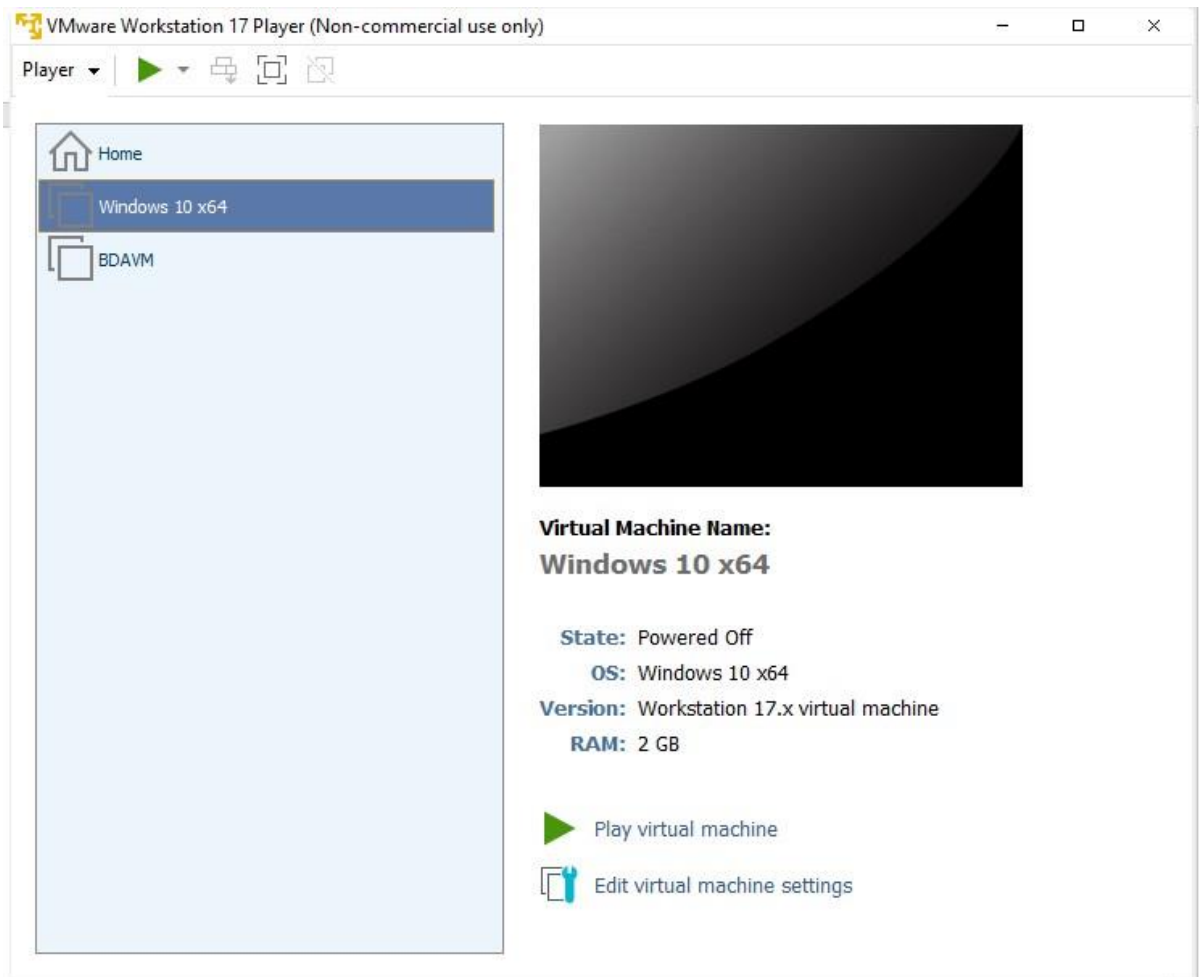 VMware Workstation 17 Player (Non-commercial use only)
Player
Home
Windows 10 x64
BDAVM
Virtual Machine Name:
Windows 10 x64
State: Powered Off
OS: Windows 10 x64
Version: Workstation 17.x virtual machine
RAM: 2 GB
Play virtual machine
Edit virtual machine settings